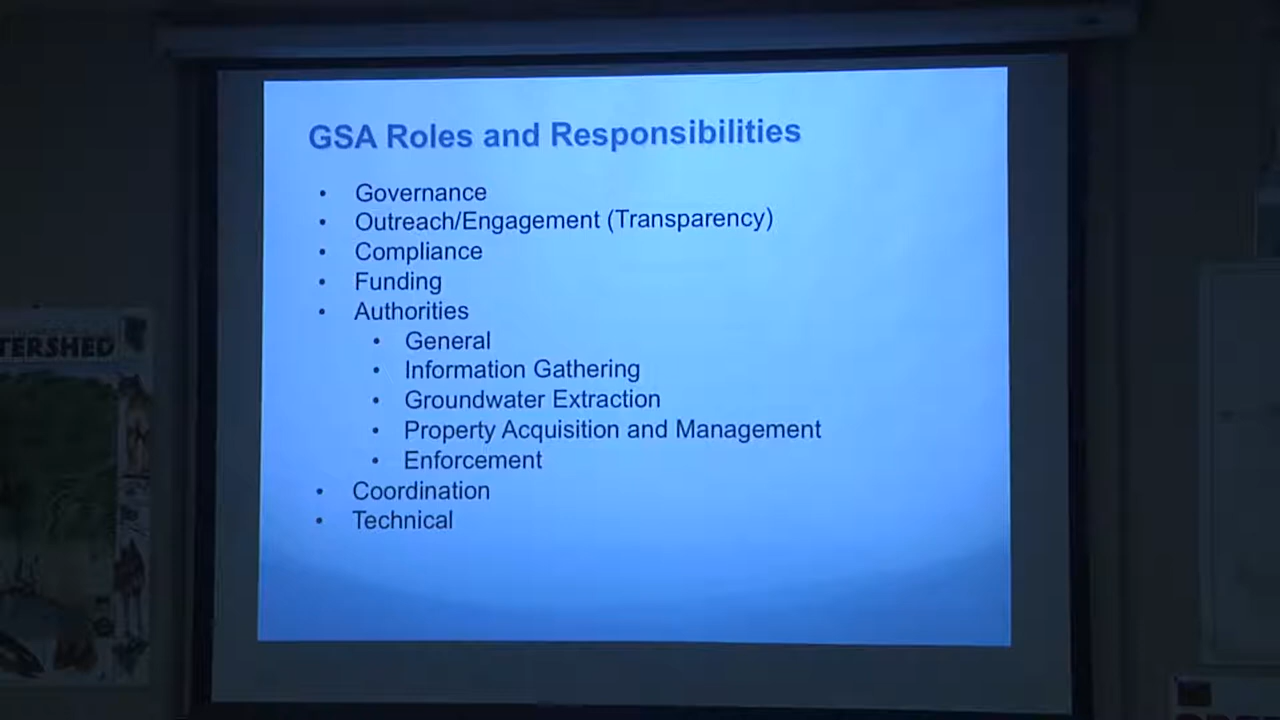 GSA Roles and Responsibilities
• Governance
• Outreach/Engagement (Transparency)
• Compliance
• Funding
• Authorities
• General
• Information Gathering
• Groundwater Extraction
• Property Acquisition and Management
• Enforcement
• Coordination
• Technical
TERSHED